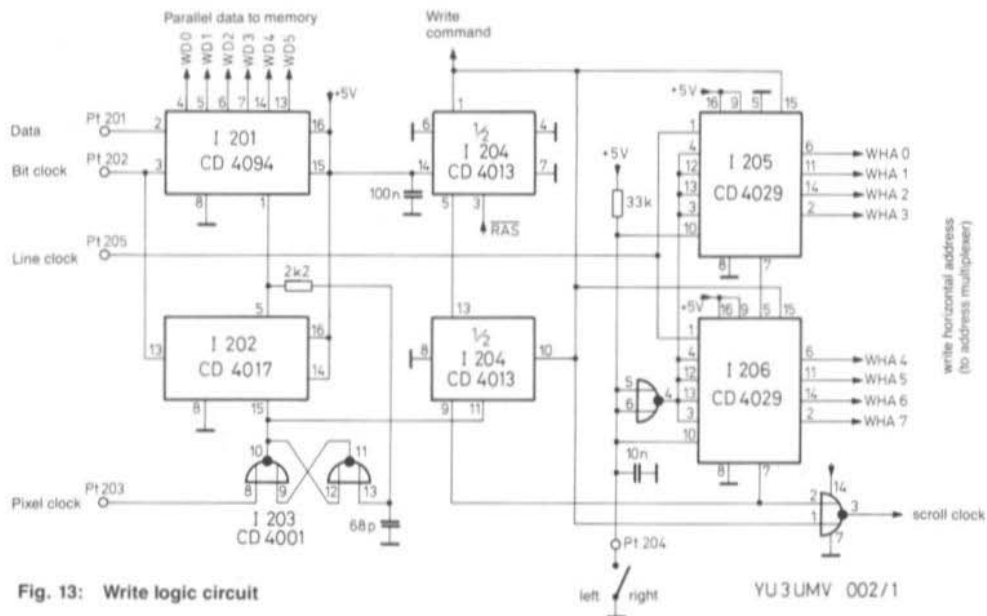 Parallel data to memory
WD0
WD1
WD2
WD3
WD4
WD5
Write
command
+5V
4 5 6 7 14 13
Data
Pt 201
2
I 201
CD 4094
16
15
Bit clock
Pt 202
3
8
1
1
6
½
I 204
CD 4013
4
7
14
5
3
100n
RAS
+5V
33k
+5V
16 9 5 15
1
4
12
13
3
10
I 205
CD 4029
6 WHA 0
11 WHA 1
14 WHA 2
2 WHA 3
8
7
Line clock
Pt 205
2k2
5
13
I 202
CD 4017
16
14
8
15
13
8
½
I 204
CD 4013
10
9
11
+5V
16 9 5 15
1
4
12
13
3
10
I 206
CD 4029
6 WHA 4
11 WHA 5
14 WHA 6
2 WHA 7
8
7
write horizontal address
(to address multiplexer)
5
6
4
10n
10
11
8
9
12
13
Pixel clock
Pt 203
I 203
CD 4001
68p
14
2
1
3
7
scroll clock
Pt 204
left
right
Fig. 13: Write logic circuit
YU 3 UMV 002/1